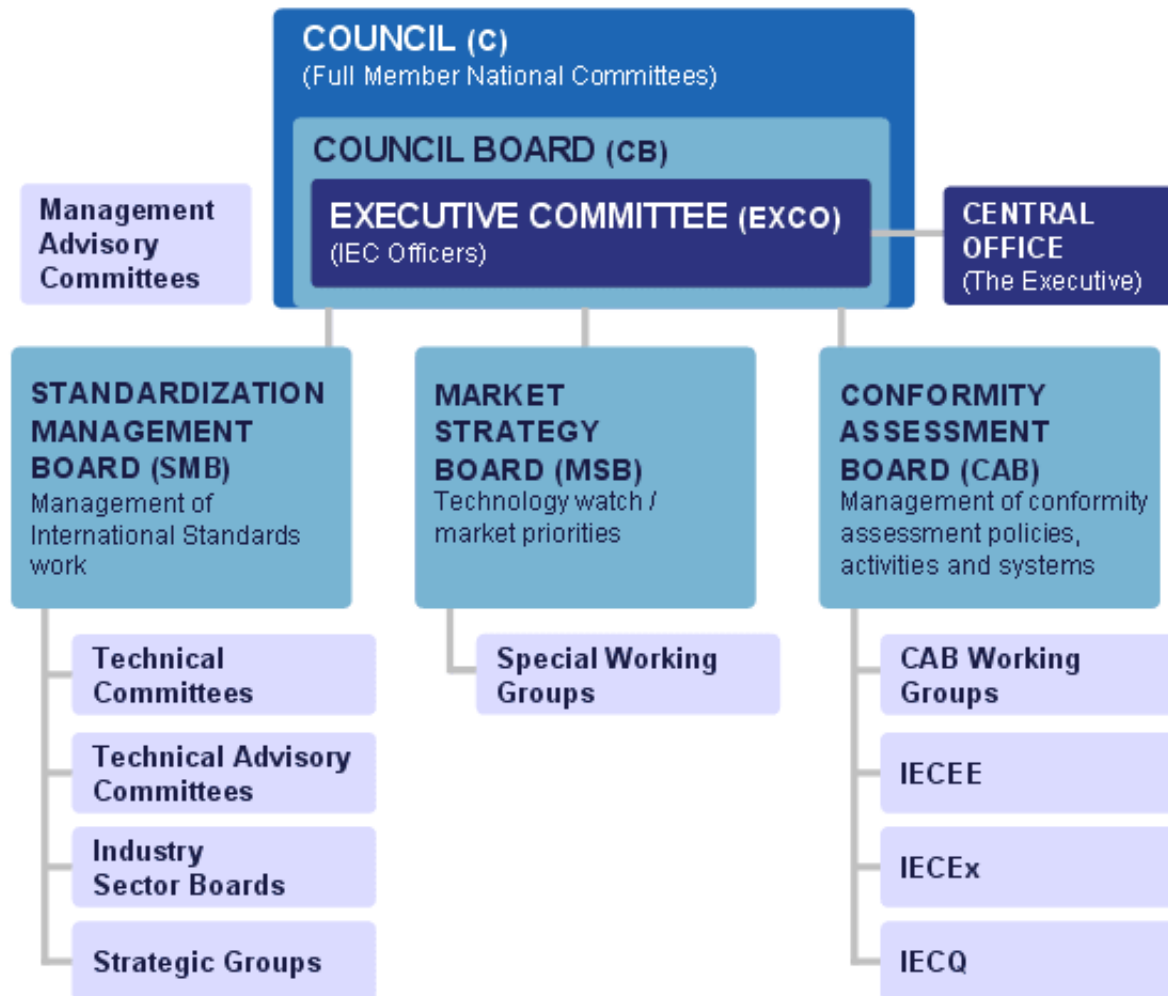 COUNCIL (C)
(Full Member National Committees)
COUNCIL BOARD (CB)
EXECUTIVE COMMITTEE (EXCO)
(IEC Officers)
Management
Advisory
Committees
CENTRAL
OFFICE
(The Executive)
STANDARDIZATION
MANAGEMENT
BOARD (SMB)
Management of
International Standards
work
MARKET
STRATEGY
BOARD (MSB)
Technology watch /
market priorities
CONFORMITY
ASSESSMENT
BOARD (CAB)
Management of conformity
assessment policies,
activities and systems
Technical
Committees
Technical Advisory
Committees
Industry
Sector Boards
Strategic Groups
Special Working
Groups
CAB Working
Groups
IECEE
IECEx
IECQ